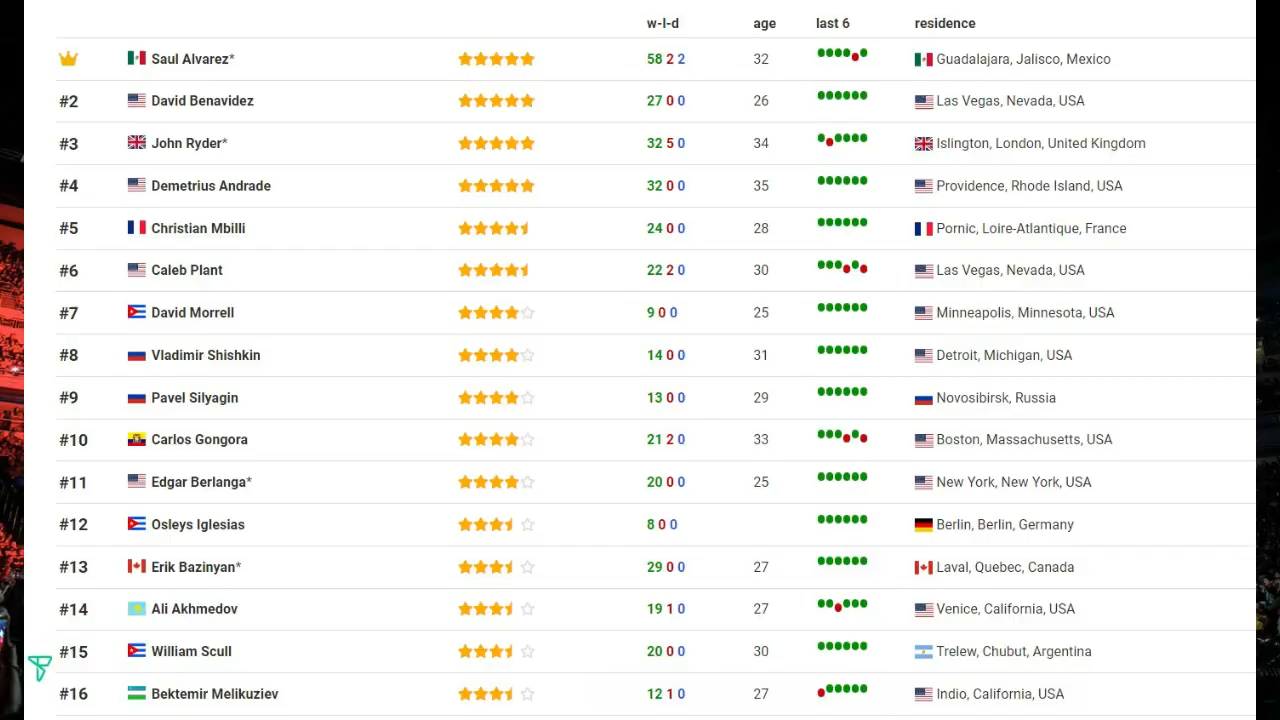 w-l-d age last 6 residence
Saul Alvarez* 58 2 2 32 Guadalajara, Jalisco, Mexico
#2 David Benavidez 27 0 0 26 Las Vegas, Nevada, USA
#3 John Ryder* 32 5 0 34 Islington, London, United Kingdom
#4 Demetrius Andrade 32 0 0 35 Providence, Rhode Island, USA
#5 Christian Mbilli 24 0 0 28 Pornic, Loire-Atlantique, France
#6 Caleb Plant 22 2 0 30 Las Vegas, Nevada, USA
#7 David Morrell 9 0 0 25 Minneapolis, Minnesota, USA
#8 Vladimir Shishkin 14 0 0 31 Detroit, Michigan, USA
#9 Pavel Silyagin 13 0 0 29 Novosibirsk, Russia
#10 Carlos Gongora 21 2 0 33 Boston, Massachusetts, USA
#11 Edgar Berlanga* 20 0 0 25 New York, New York, USA
#12 Osleys Iglesias 8 0 0 Berlin, Berlin, Germany
#13 Erik Bazinyan* 29 0 0 27 Laval, Quebec, Canada
#14 Ali Akhmedov 19 1 0 27 Venice, California, USA
#15 William Scull 20 0 0 30 Trelew, Chubut, Argentina
#16 Bektemir Melikuziev 12 1 0 27 Indio, California, USA